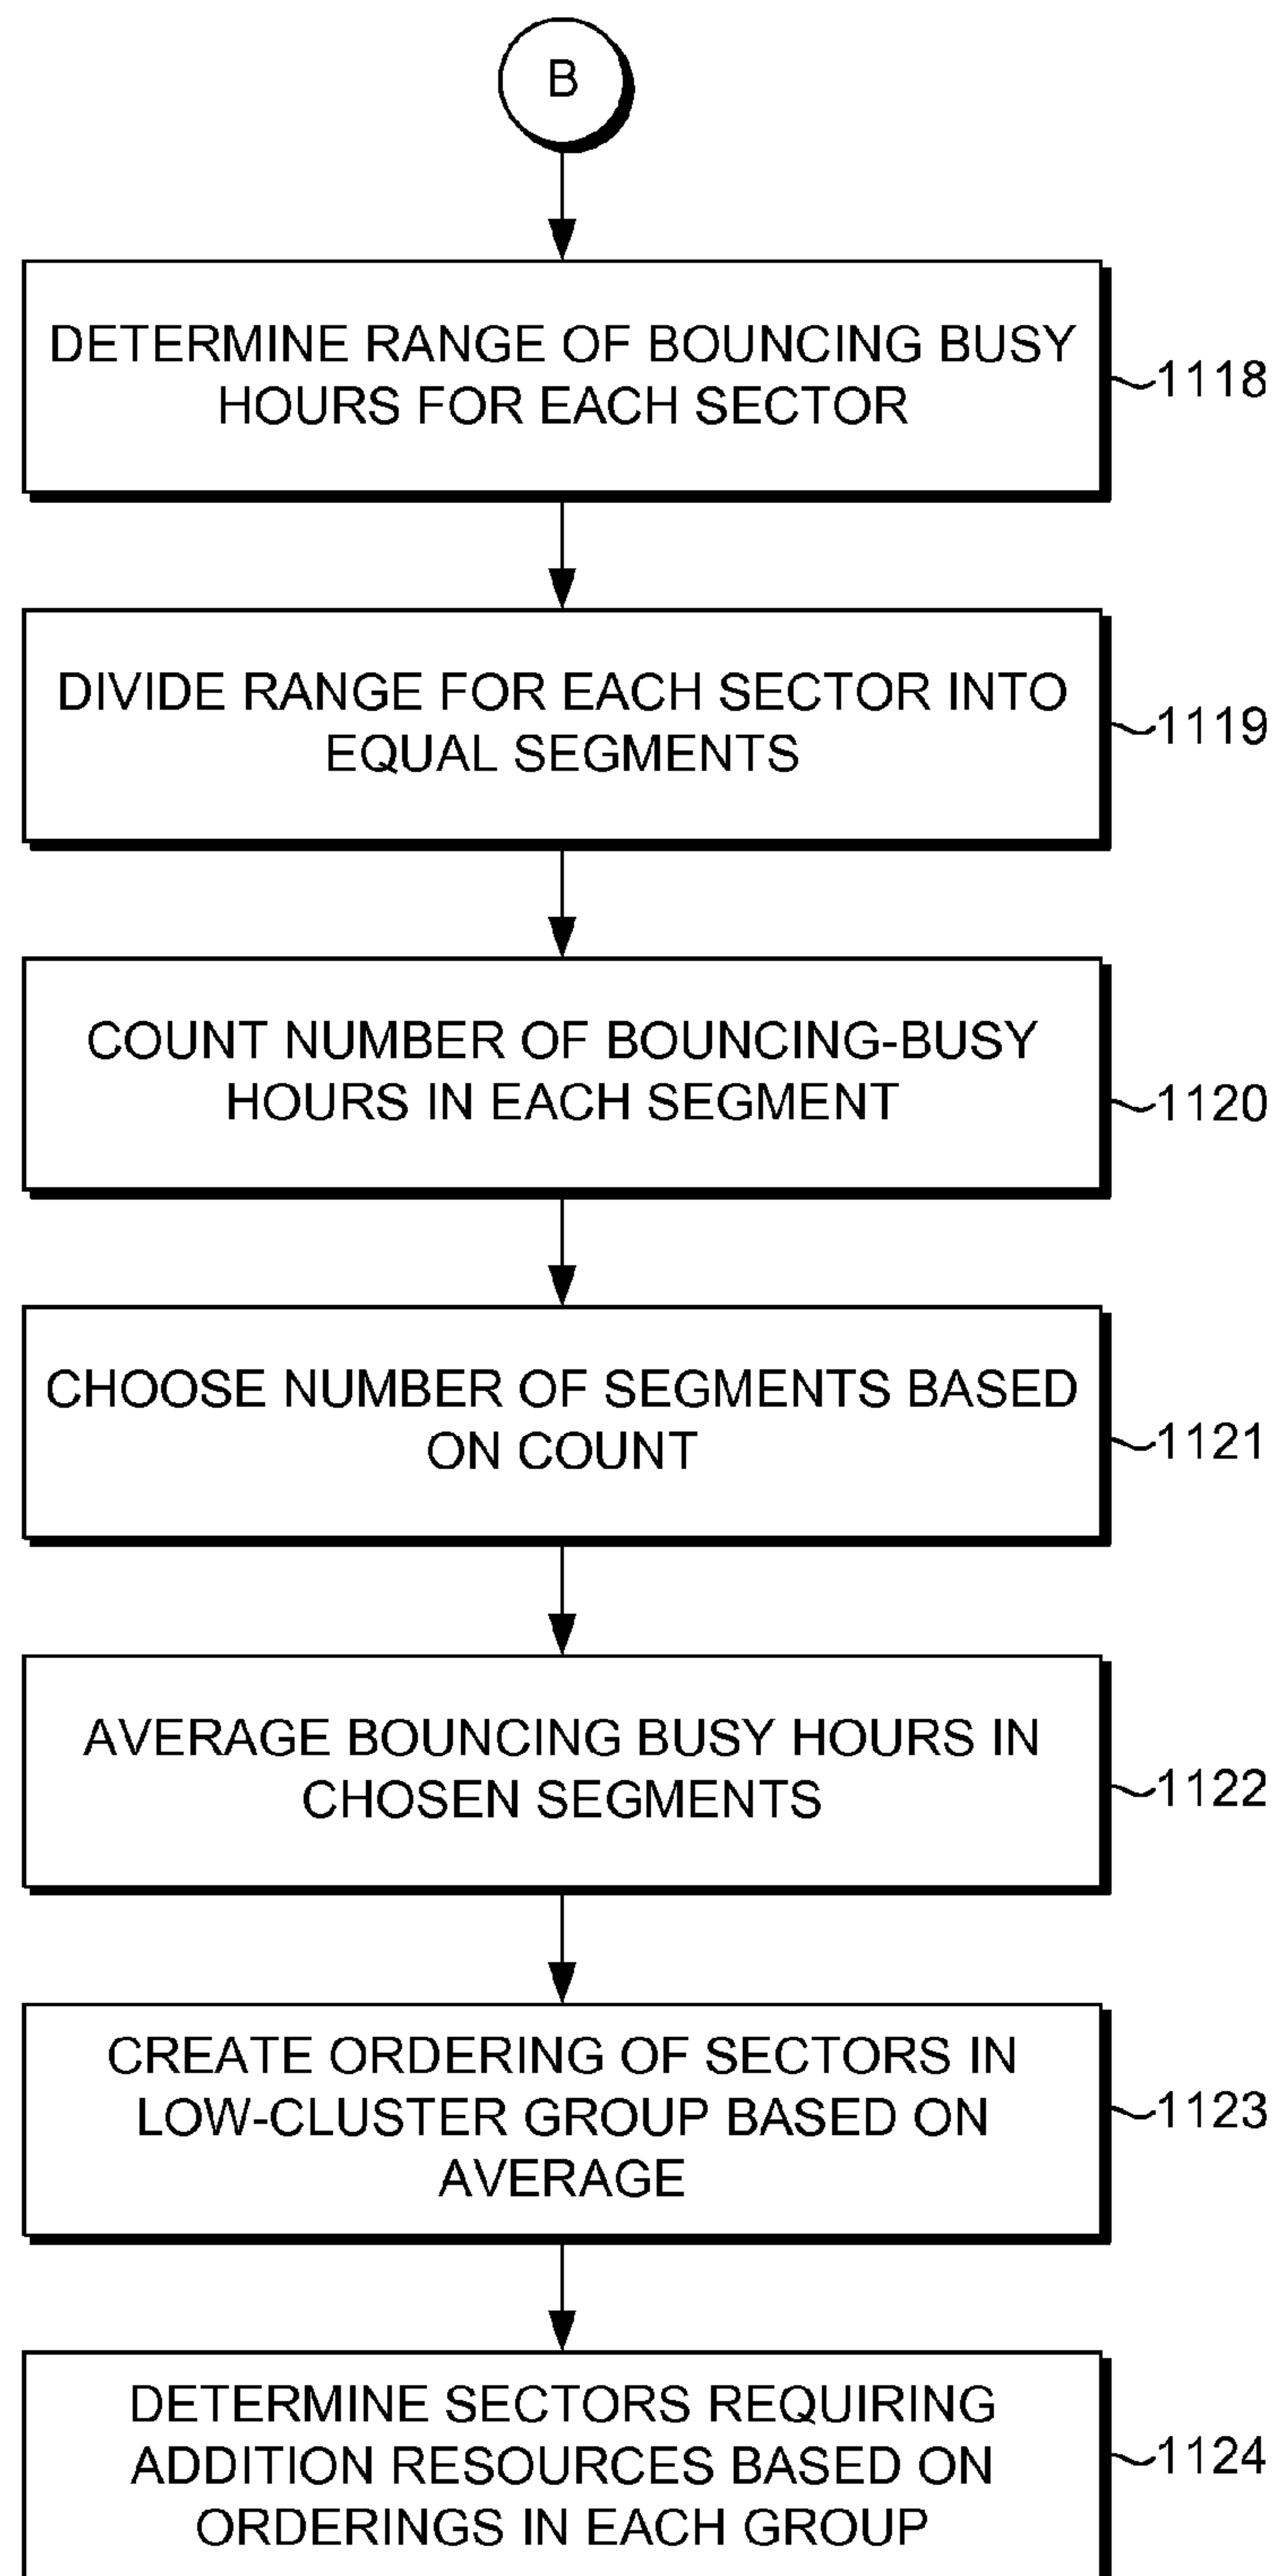 B
DETERMINE RANGE OF BOUNCING BUSY
HOURS FOR EACH SECTOR
1118
DIVIDE RANGE FOR EACH SECTOR INTO
EQUAL SEGMENTS
1119
COUNT NUMBER OF BOUNCING-BUSY
HOURS IN EACH SEGMENT
1120
CHOOSE NUMBER OF SEGMENTS BASED
ON COUNT
1121
AVERAGE BOUNCING BUSY HOURS IN
CHOSEN SEGMENTS
1122
CREATE ORDERING OF SECTORS IN
LOW-CLUSTER GROUP BASED ON
AVERAGE
1123
DETERMINE SECTORS REQUIRING
ADDITION RESOURCES BASED ON
ORDERINGS IN EACH GROUP
1124